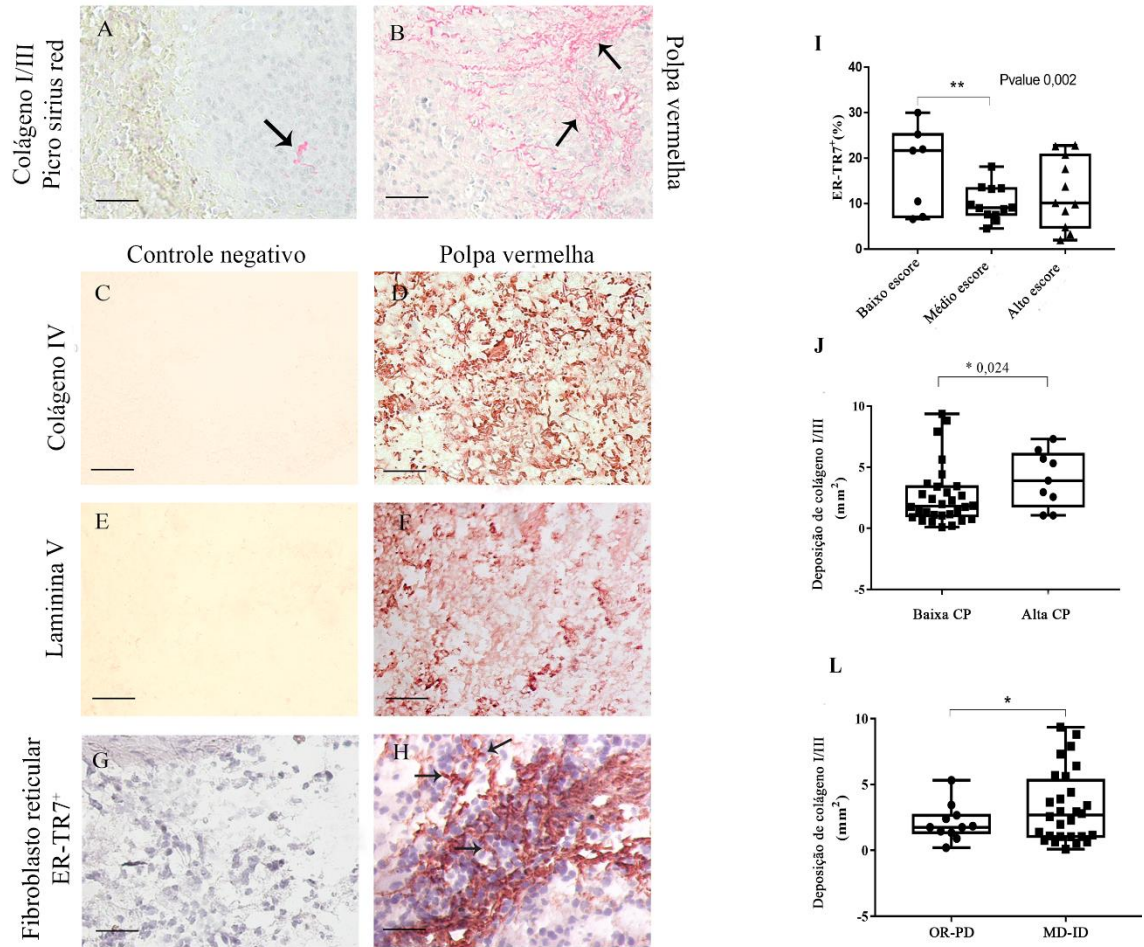 A
B
Colágeno I/III
Picro sirius red
Polpa vermelha
Controle negativo
Polpa vermelha
C
D
Colágeno IV
E
F
Laminina V
G
H
Fibroblasto reticular
ER-TR7+
I
Pvalue 0,002
**
40
30
20
10
0
ER-TR7+(%)
Baixo escore
Médio escore
Alto escore
J
* 0,024
10
5
0
-5
Deposição de colágeno I/III
(mm²)
Baixa CP
Alta CP
L
*
10
5
0
-5
Deposição de colágeno I/III
(mm²)
OR-PD
MD-ID